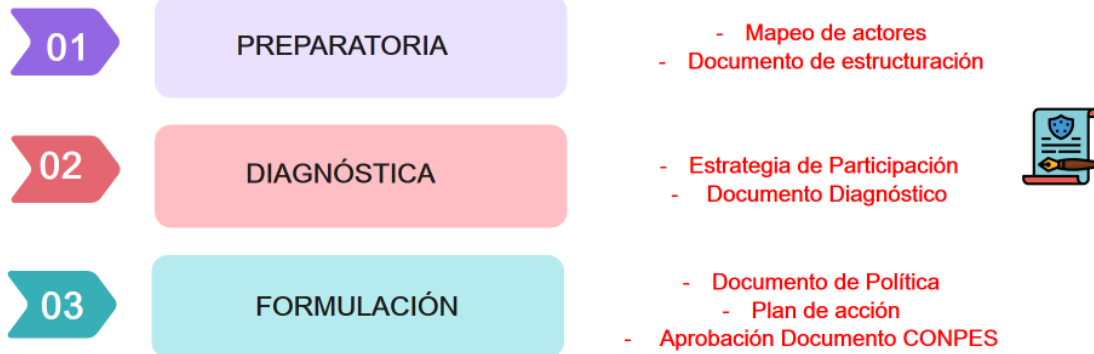 01
PREPARATORIA
- Mapeo de actores
- Documento de estructuración
02
DIAGNÓSTICA
- Estrategia de Participación
- Documento Diagnóstico
03
FORMULACIÓN
- Documento de Política
- Plan de acción
- Aprobación Documento CONPES